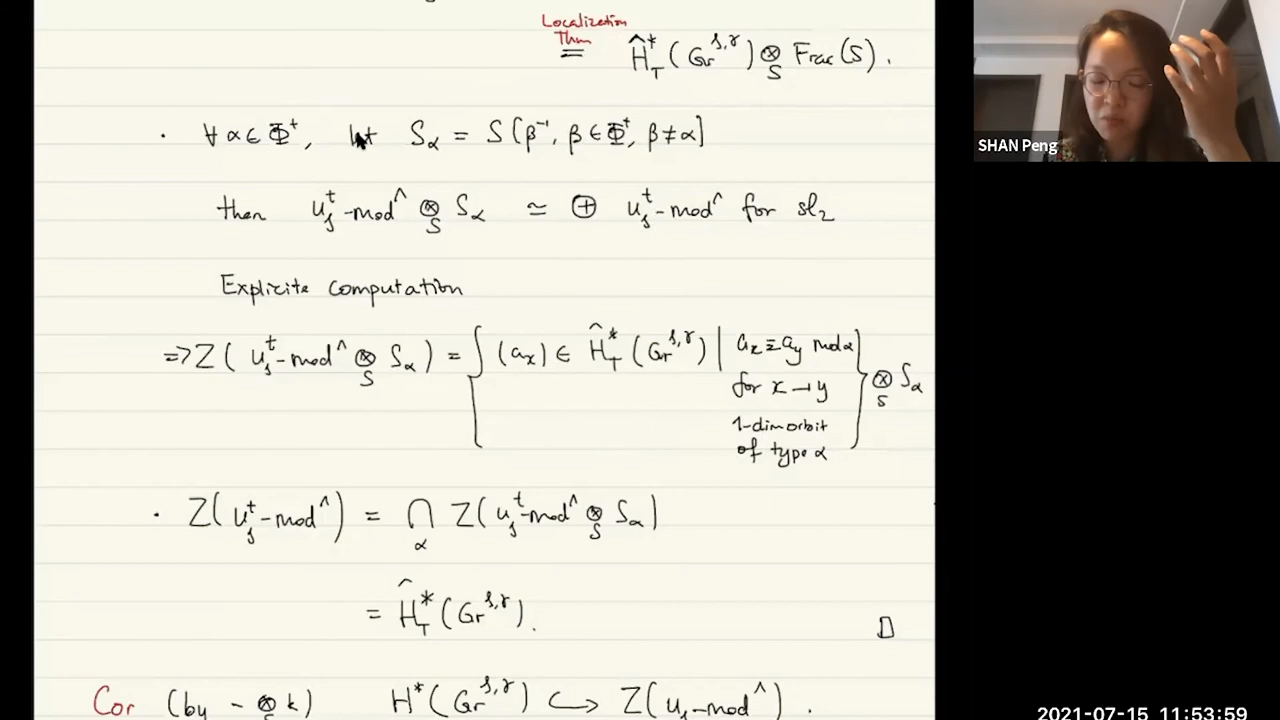 Localization
Thm
= Ĥ*_T(Gr^{ζ,γ}) ⊗_S Frac(S).
· ∀α∈Φ⁺, let S_α = S[β⁻¹, β∈Φ⁺, β≠α]
then u_ζ^t-mod^∧ ⊗_S S_α ≃ ⊕ u_ζ^t-mod^∧ for sl₂
Explicite computation
⇒ Z(u_ζ^t-mod^∧ ⊗_S S_α) = { (a_x) ∈ Ĥ*_T(Gr^{ζ,γ}) | a_x ≡ a_y mod α
for x → y
1-dim orbit
of type α } ⊗_S S_α
· Z(u_ζ^t-mod^∧) = ∩_α Z(u_ζ^t-mod^∧ ⊗_S S_α)
= Ĥ*_T(Gr^{ζ,γ}). □
Cor (by - ⊗_S k) H*(Gr^{ζ,γ}) ↪ Z(u_ζ-mod^∧).
SHAN Peng
2021-07-15 11:53:59